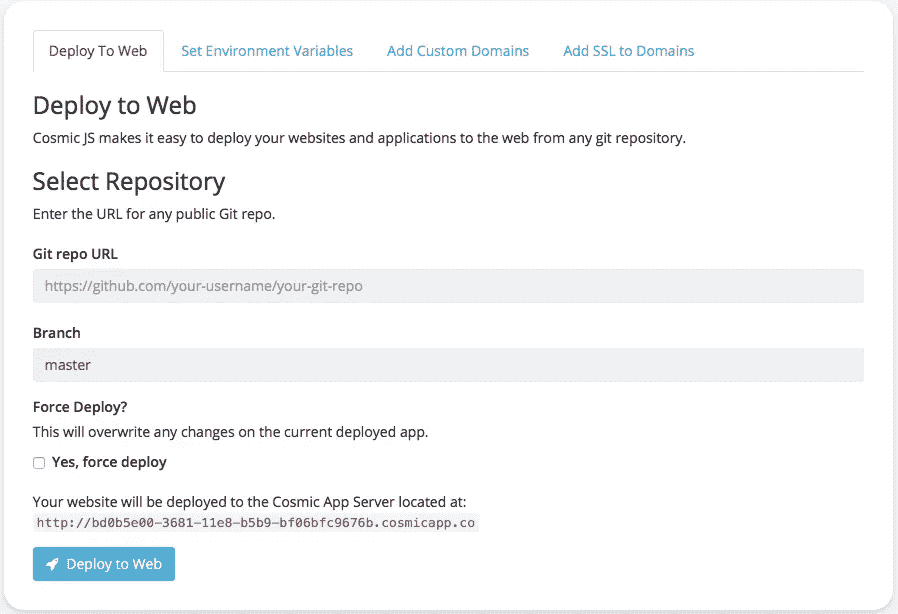 Deploy To Web
Set Environment Variables
Add Custom Domains
Add SSL to Domains
Deploy to Web
Cosmic JS makes it easy to deploy your websites and applications to the web from any git repository.
Select Repository
Enter the URL for any public Git repo.
Git repo URL
https://github.com/your-username/your-git-repo
Branch
master
Force Deploy?
This will overwrite any changes on the current deployed app.
Yes, force deploy
Your website will be deployed to the Cosmic App Server located at:
http://bd0b5e00-3681-11e8-b5b9-bf06bfc9676b.cosmicapp.co
Deploy to Web